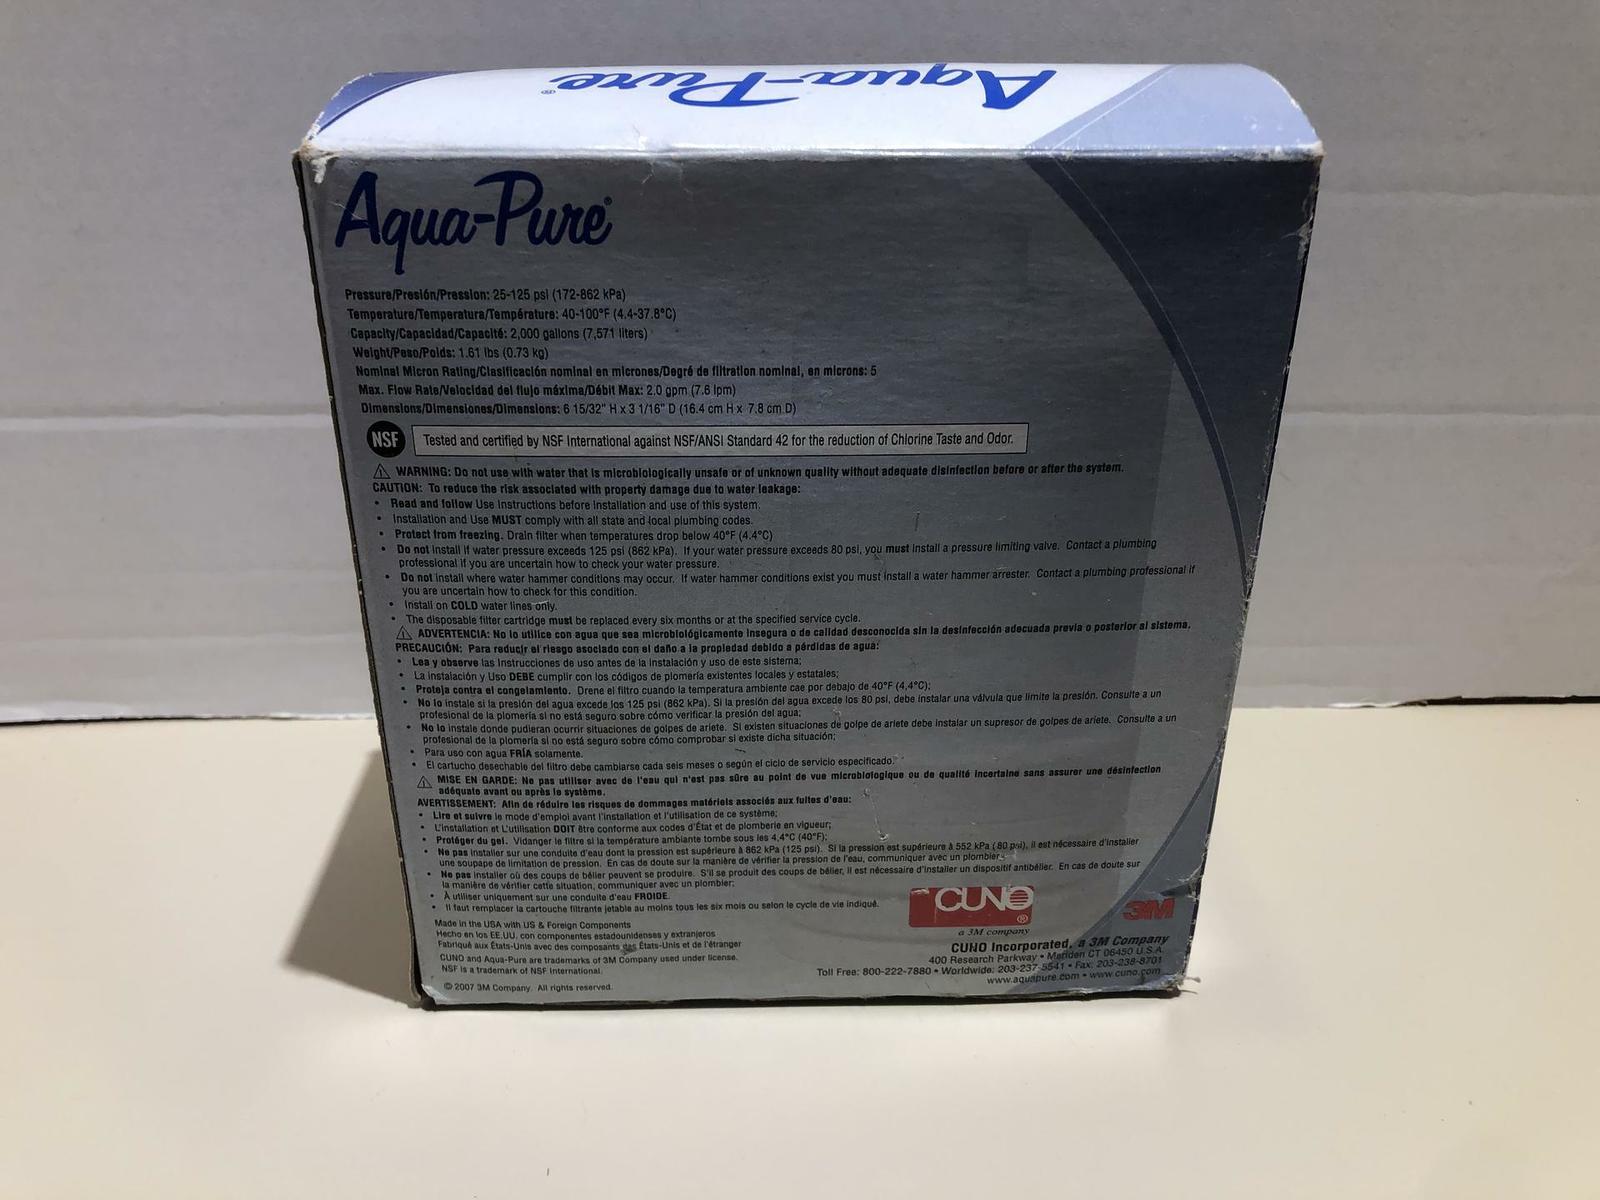 Aqua-Pure®
Aqua-Pure®
Pressure/Presión/Pression: 25-125 psi (172-862 kPa)
Temperature/Temperatura/Température: 40-100°F (4.4-37.8°C)
Capacity/Capacidad/Capacité: 2,000 gallons (7,571 liters)
Weight/Peso/Poids: 1.61 lbs (0.73 kg)
Nominal Micron Rating/Clasificación nominal en micrones/Degré de filtration nominal, en microns: 5
Max. Flow Rate/Velocidad del flujo máxima/Débit Max: 2.0 gpm (7.6 lpm)
Dimensions/Dimensiones/Dimensions: 6 15/32" H x 3 1/16" D (16.4 cm H x 7.8 cm D)
NSF Tested and certified by NSF International against NSF/ANSI Standard 42 for the reduction of Chlorine Taste and Odor.
WARNING: Do not use with water that is microbiologically unsafe or of unknown quality without adequate disinfection before or after the system.
CAUTION: To reduce the risk associated with property damage due to water leakage:
• Read and follow Use Instructions before installation and use of this system.
• Installation and Use MUST comply with all state and local plumbing codes.
• Protect from freezing. Drain filter when temperatures drop below 40°F (4.4°C)
• Do not install if water pressure exceeds 125 psi (862 kPa). If your water pressure exceeds 80 psi, you must install a pressure limiting valve. Contact a plumbing
professional if you are uncertain how to check your water pressure.
• Do not install where water hammer conditions may occur. If water hammer conditions exist you must install a water hammer arrester. Contact a plumbing professional if
you are uncertain how to check for this condition.
• Install on COLD water lines only.
• The disposable filter cartridge must be replaced every six months or at the specified service cycle.
ADVERTENCIA: No lo utilice con agua que sea microbiológicamente insegura o de calidad desconocida sin la desinfección adecuada previa o posterior al sistema.
PRECAUCIÓN: Para reducir el riesgo asociado con el daño a la propiedad debido a pérdidas de agua:
• Lea y observe las Instrucciones de uso antes de la instalación y uso de este sistema;
• La instalación y Uso DEBE cumplir con los códigos de plomería existentes locales y estatales;
• Proteja contra el congelamiento. Drene el filtro cuando la temperatura ambiente cae por debajo de 40°F (4,4°C);
• No lo instale si la presión del agua excede los 125 psi (862 kPa). Si la presión del agua excede los 80 psi, debe instalar una válvula que limite la presión. Consulte a un
profesional de la plomería si no está seguro sobre cómo verificar la presión del agua;
• No lo instale donde pudieran ocurrir situaciones de golpes de ariete. Si existen situaciones de golpe de ariete debe instalar un supresor de golpes de ariete. Consulte a un
profesional de la plomería si no está seguro sobre cómo comprobar si existe dicha situación;
• Para uso con agua FRÍA solamente.
• El cartucho desechable del filtro debe cambiarse cada seis meses o según el ciclo de servicio especificado.
MISE EN GARDE: Ne pas utiliser avec de l'eau qui n'est pas sûre au point de vue microbiologique ou de qualité incertaine sans assurer une désinfection
adéquate avant ou après le système.
AVERTISSEMENT: Afin de réduire les risques de dommages matériels associés aux fuites d'eau:
• Lire et suivre le mode d'emploi avant l'installation et l'utilisation de ce système;
• L'installation et L'utilisation DOIT être conforme aux codes d'État et de plomberie en vigueur;
• Protéger du gel. Vidanger le filtre si la température ambiante tombe sous les 4,4°C (40°F);
• Ne pas installer sur une conduite d'eau dont la pression est supérieure à 862 kPa (125 psi). Si la pression est supérieure à 552 kPa (80 psi), il est nécessaire d'installer
une soupape de limitation de pression. En cas de doute sur la manière de vérifier la pression de l'eau, communiquer avec un plombier;
• Ne pas installer où des coups de bélier peuvent se produire. S'il se produit des coups de bélier, il est nécessaire d'installer un dispositif antibélier. En cas de doute sur
la manière de vérifier cette situation, communiquer avec un plombier;
• À utiliser uniquement sur une conduite d'eau FROIDE.
• Il faut remplacer la cartouche filtrante jetable au moins tous les six mois ou selon le cycle de vie indiqué.
Made in the USA with US & Foreign Components
Hecho en los EE.UU. con componentes estadounidenses y extranjeros
Fabriqué aux États-Unis avec des composants des États-Unis et de l'étranger
CUNO and Aqua-Pure are trademarks of 3M Company used under license.
NSF is a trademark of NSF International.
© 2007 3M Company. All rights reserved.
CUNO®
a 3M company
3M
CUNO Incorporated, a 3M Company
400 Research Parkway • Meriden CT 06450 U.S.A.
Toll Free: 800-222-7880 • Worldwide: 203-237-5541 • Fax: 203-238-8701
www.aquapure.com • www.cuno.com